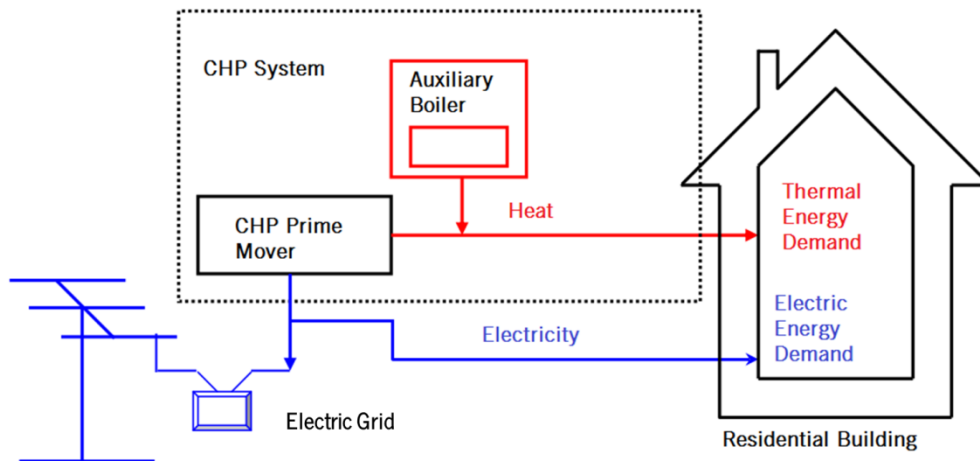 CHP System
Auxiliary
Boiler
CHP Prime
Mover
Heat
Thermal
Energy
Demand
Electricity
Electric
Energy
Demand
Electric Grid
Residential Building